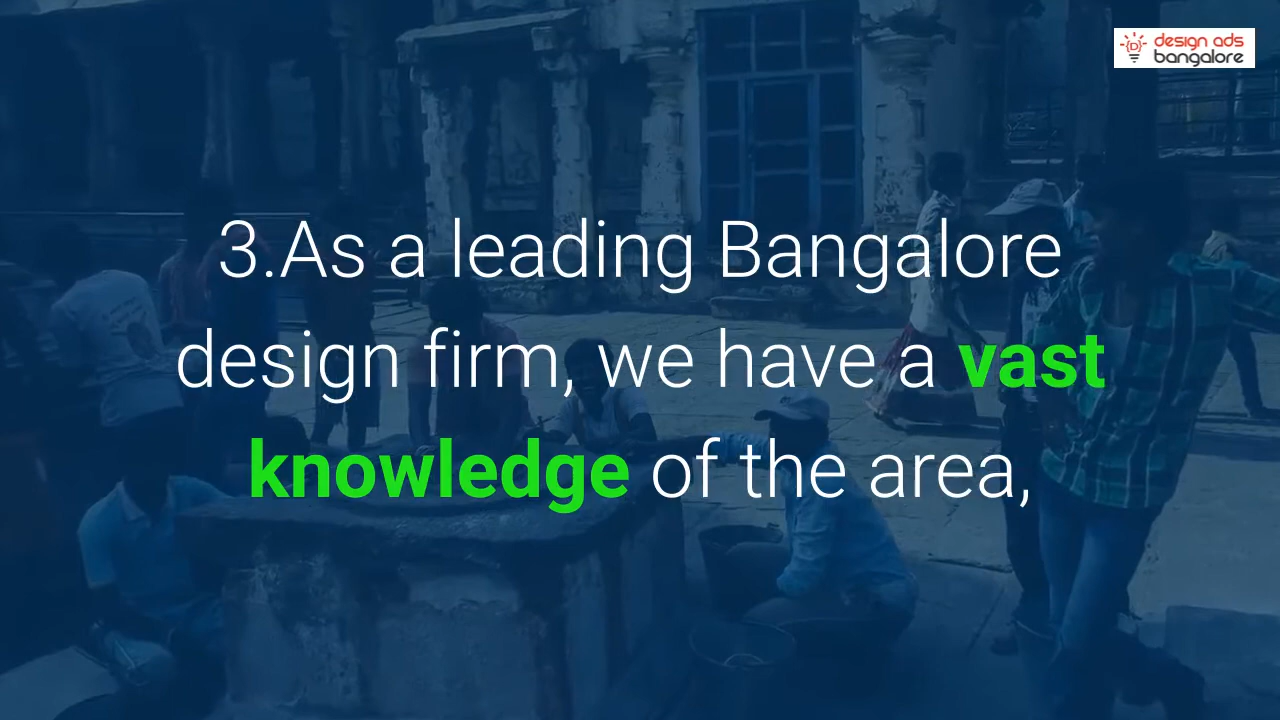 design ads
bangalore
3.As a leading Bangalore
design firm, we have a vast
knowledge of the area,